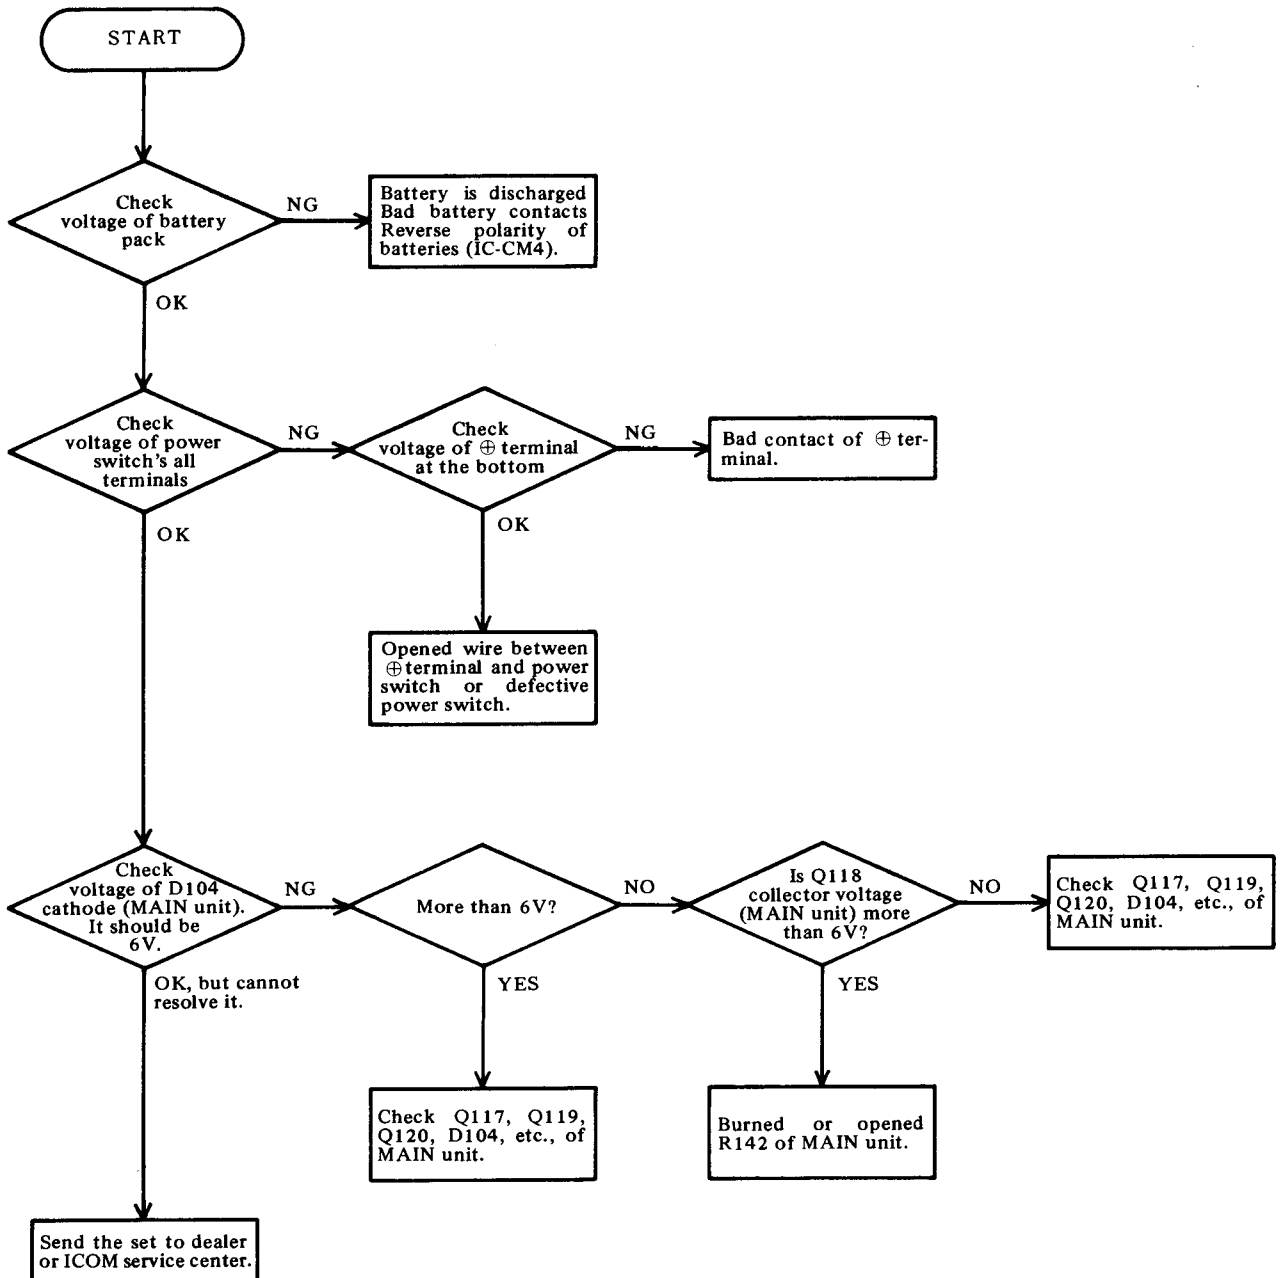 START
Check
voltage of battery
pack
NG
Battery is discharged
Bad battery contacts
Reverse polarity of
batteries (IC-CM4).
OK
Check
voltage of power
switch's all
terminals
NG
Check
voltage of ⊕ terminal
at the bottom
NG
Bad contact of ⊕ ter-
minal.
OK
OK
Opened wire between
⊕ terminal and power
switch or defective
power switch.
Check
voltage of D104
cathode (MAIN unit).
It should be
6V.
NG
More than 6V?
NO
Is Q118
collector voltage
(MAIN unit) more
than 6V?
NO
Check Q117, Q119,
Q120, D104, etc., of
MAIN unit.
OK, but cannot
resolve it.
YES
YES
Check Q117, Q119,
Q120, D104, etc., of
MAIN unit.
Burned or opened
R142 of MAIN unit.
Send the set to dealer
or ICOM service center.